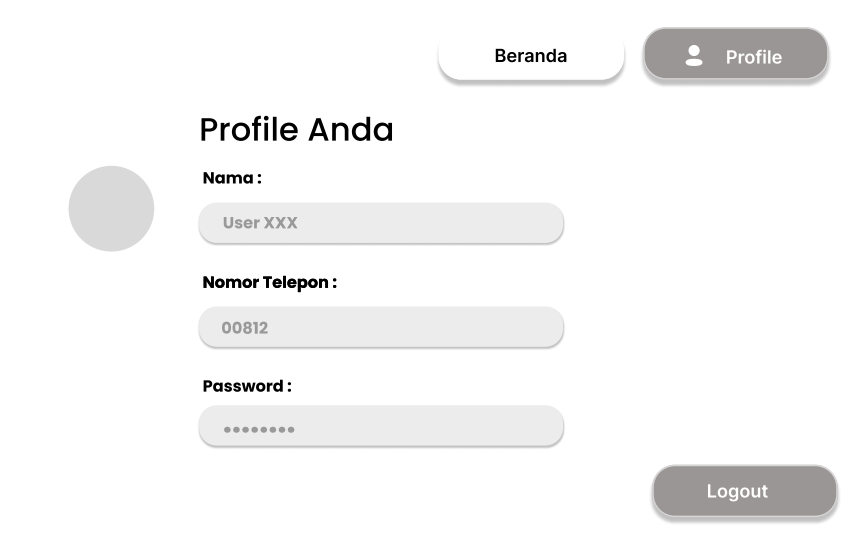 Beranda
Profile
Profile Anda
Nama :
User XXX
Nomor Telepon :
00812
Password :
••••••••
Logout